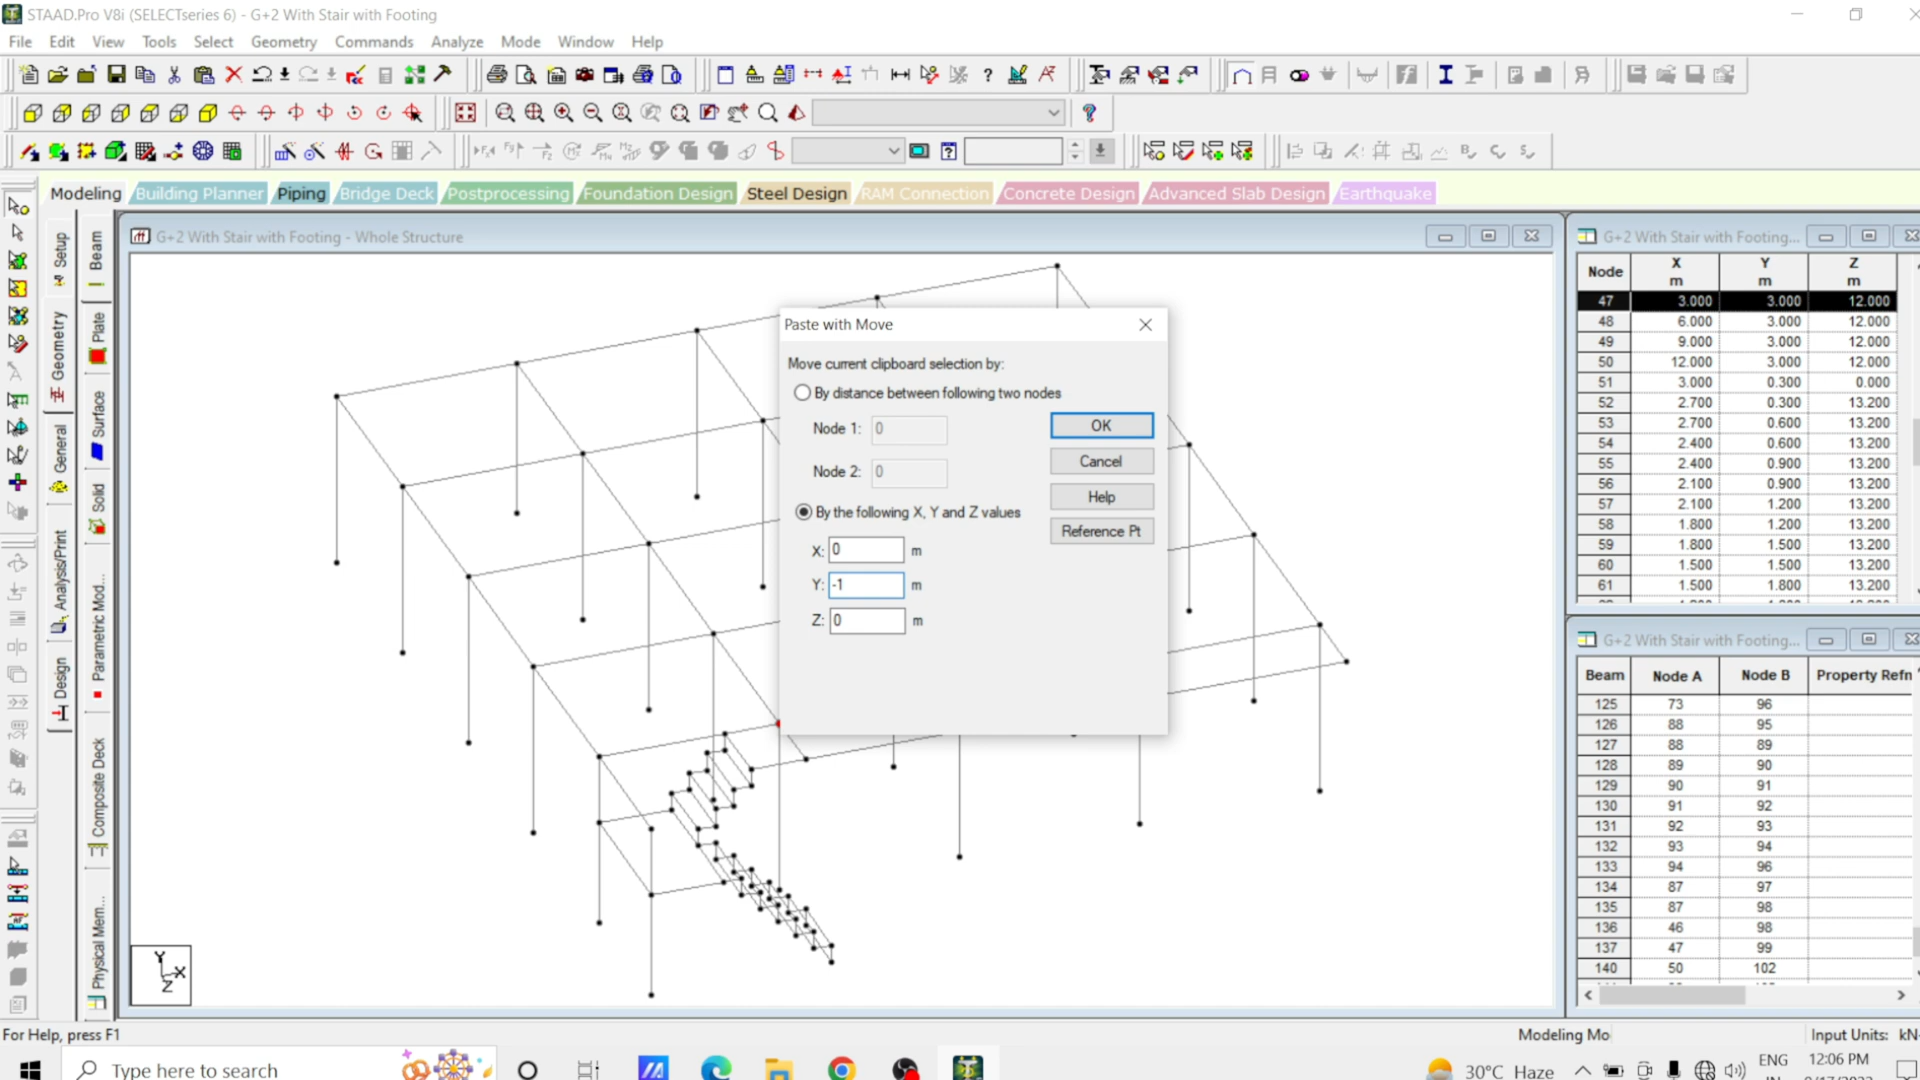 STAAD.Pro V8i (SELECTseries 6) - G+2 With Stair with Footing
File Edit View Tools Select Geometry Commands Analyze Mode Window Help
Modeling Building Planner Piping Bridge Deck Postprocessing Foundation Design Steel Design RAM Connection Concrete Design Advanced Slab Design Earthquake
Setup
Geometry
General
Analysis/Print
Design
Beam
Plate
Surface
Solid
Parametric Mod...
Composite Deck
Physical Mem...
G+2 With Stair with Footing - Whole Structure
Paste with Move
Move current clipboard selection by:
By distance between following two nodes
Node 1: 0
Node 2: 0
By the following X, Y and Z values
X: 0 m
Y: -1 m
Z: 0 m
OK
Cancel
Help
Reference Pt
Y
X
Z
G+2 With Stair with Footing...
Node X m Y m Z m
47 3.000 3.000 12.000
48 6.000 3.000 12.000
49 9.000 3.000 12.000
50 12.000 3.000 12.000
51 3.000 0.300 0.000
52 2.700 0.300 13.200
53 2.700 0.600 13.200
54 2.400 0.600 13.200
55 2.400 0.900 13.200
56 2.100 0.900 13.200
57 2.100 1.200 13.200
58 1.800 1.200 13.200
59 1.800 1.500 13.200
60 1.500 1.500 13.200
61 1.500 1.800 13.200
G+2 With Stair with Footing...
Beam Node A Node B Property Refn
125 73 96
126 88 95
127 88 89
128 89 90
129 90 91
130 91 92
131 92 93
132 93 94
133 94 96
134 87 97
135 87 98
136 46 98
137 47 99
140 50 102
For Help, press F1
Modeling Mo
Input Units: kN-
Type here to search
30°C Haze
ENG
12:06 PM